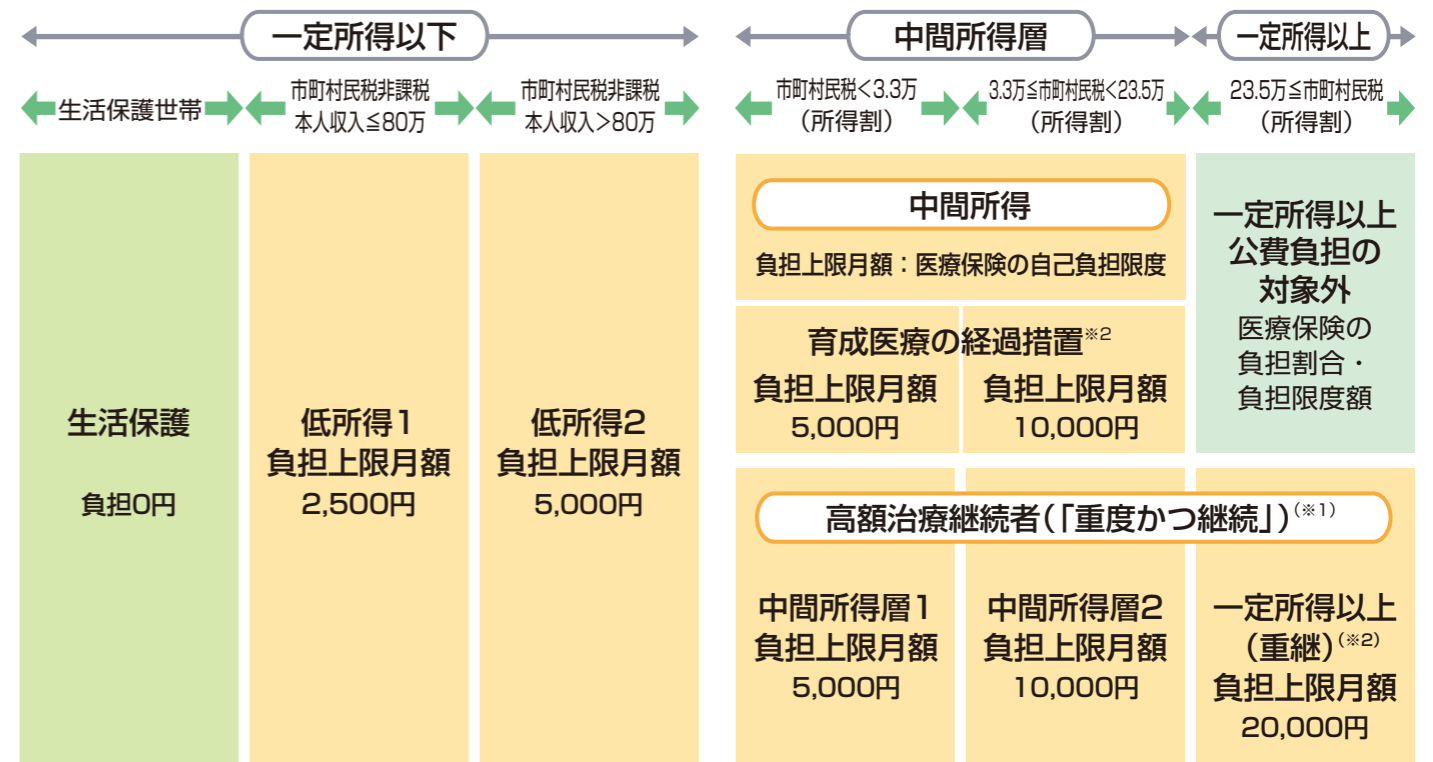 一定所得以下
中間所得層
一定所得以上
生活保護世帯
市町村民税非課税
本人収入≦80万
市町村民税非課税
本人収入>80万
市町村民税<3.3万
(所得割)
3.3万≦市町村民税<23.5万
(所得割)
23.5万≦市町村民税
(所得割)
生活保護
負担0円
低所得1
負担上限月額
2,500円
低所得2
負担上限月額
5,000円
中間所得
負担上限月額:医療保険の自己負担限度
育成医療の経過措置※2
負担上限月額
5,000円
負担上限月額
10,000円
一定所得以上
公費負担の
対象外
医療保険の
負担割合・
負担限度額
高額治療継続者(「重度かつ継続」)(※1)
中間所得層1
負担上限月額
5,000円
中間所得層2
負担上限月額
10,000円
一定所得以上
(重継)(※2)
負担上限月額
20,000円